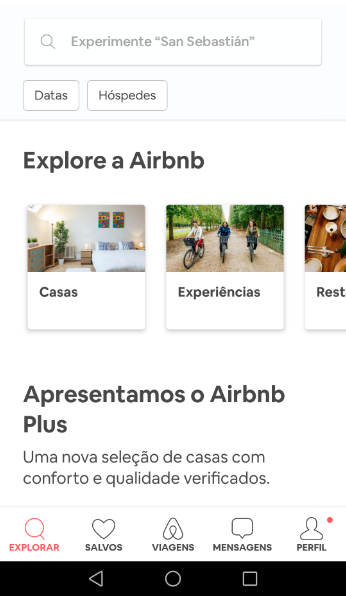 Experimente “San Sebastián”
Datas
Hóspedes
Explore a Airbnb
Casas
Experiências
Rest
Apresentamos o Airbnb
Plus
Uma nova seleção de casas com
conforto e qualidade verificados.
EXPLORAR
SALVOS
VIAGENS
MENSAGENS
PERFIL